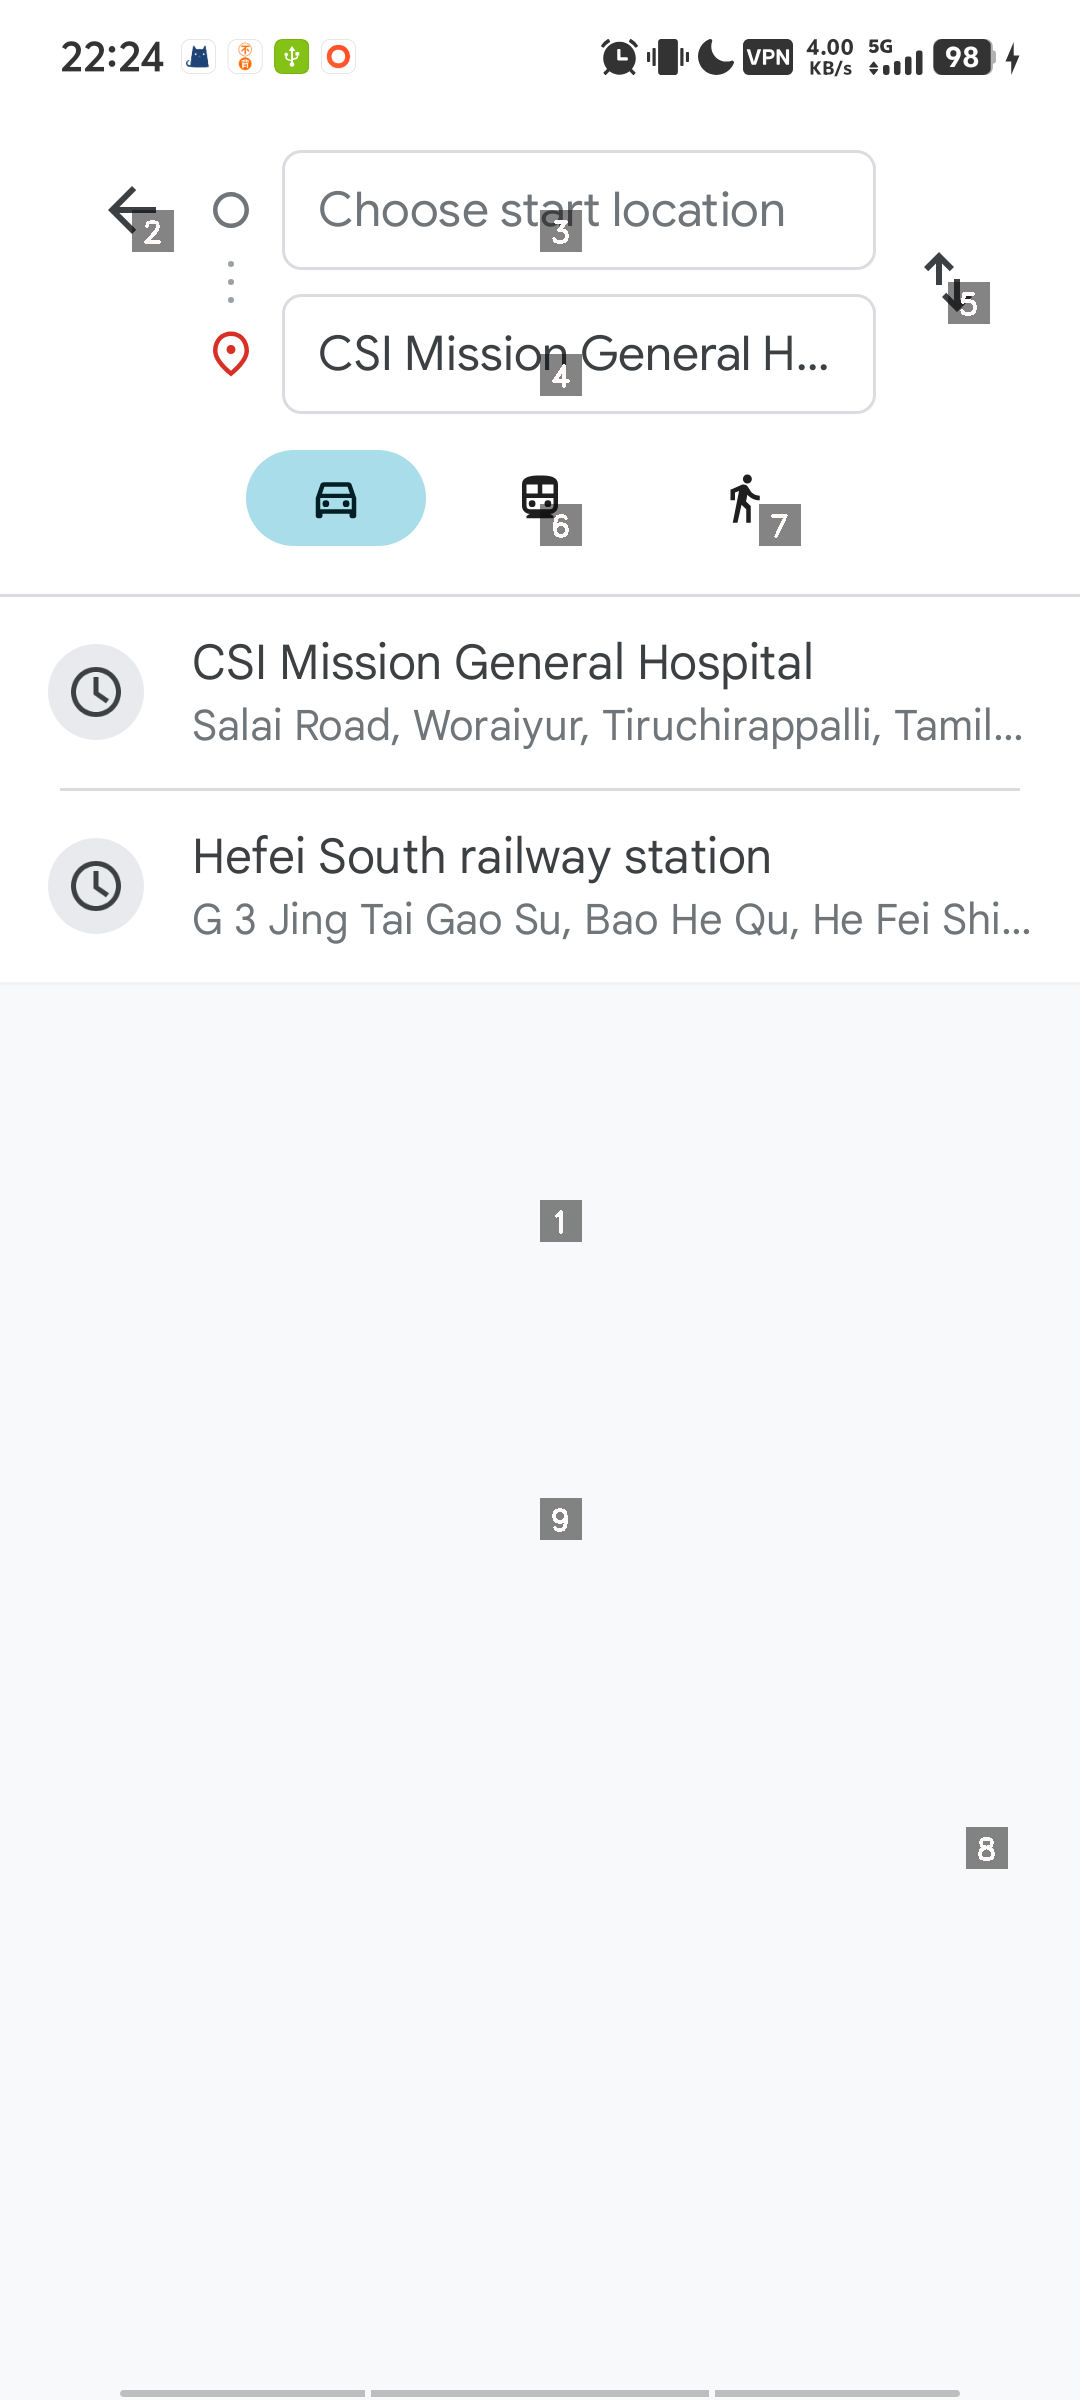 22:24
VPN
4.00 KB/s
5G
98
Choose start location
2
3
5
CSI Mission General H...
4
6
7
CSI Mission General Hospital
Salai Road, Woraiyur, Tiruchirappalli, Tamil...
Hefei South railway station
G 3 Jing Tai Gao Su, Bao He Qu, He Fei Shi...
1
9
8